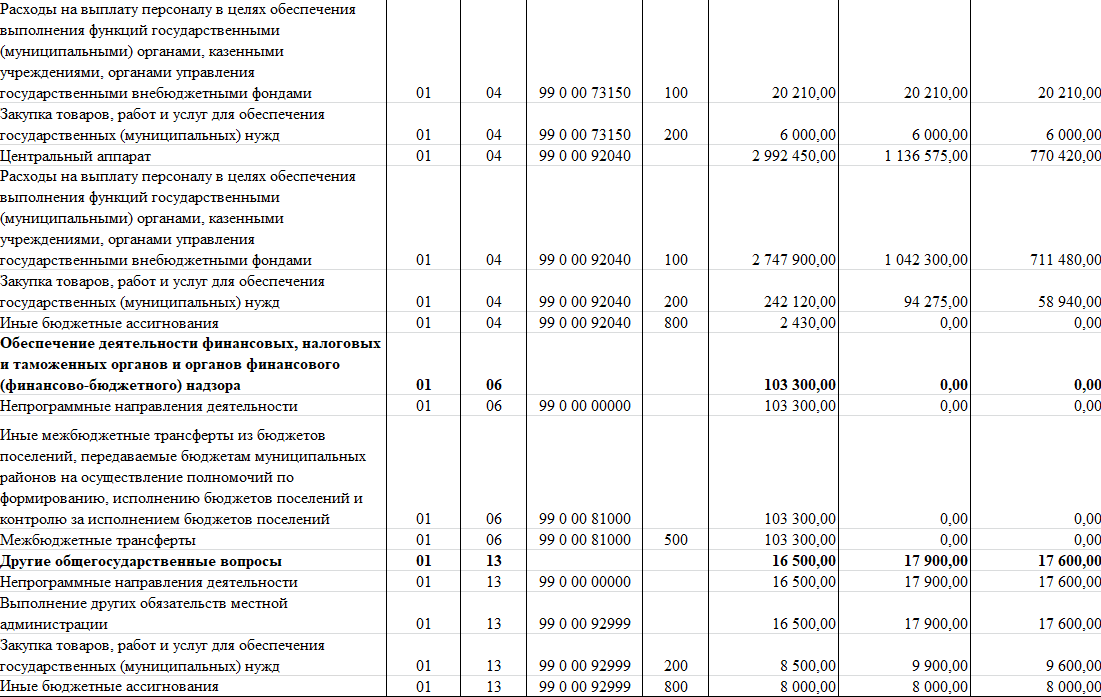 Расходы на выплату персоналу в целях обеспечения
выполнения функций государственными
(муниципальными) органами, казенными
учреждениями, органами управления
государственными внебюджетными фондами 01 04 99 0 00 73150 100 20 210,00 20 210,00 20 210,00
Закупка товаров, работ и услуг для обеспечения
государственных (муниципальных) нужд 01 04 99 0 00 73150 200 6 000,00 6 000,00 6 000,00
Центральный аппарат 01 04 99 0 00 92040 2 992 450,00 1 136 575,00 770 420,00
Расходы на выплату персоналу в целях обеспечения
выполнения функций государственными
(муниципальными) органами, казенными
учреждениями, органами управления
государственными внебюджетными фондами 01 04 99 0 00 92040 100 2 747 900,00 1 042 300,00 711 480,00
Закупка товаров, работ и услуг для обеспечения
государственных (муниципальных) нужд 01 04 99 0 00 92040 200 242 120,00 94 275,00 58 940,00
Иные бюджетные ассигнования 01 04 99 0 00 92040 800 2 430,00 0,00 0,00
Обеспечение деятельности финансовых, налоговых
и таможенных органов и органов финансового
(финансово-бюджетного) надзора 01 06 103 300,00 0,00 0,00
Непрограммные направления деятельности 01 06 99 0 00 00000 103 300,00 0,00 0,00
Иные межбюджетные трансферты из бюджетов
поселений, передаваемые бюджетам муниципальных
районов на осуществление полномочий по
формированию, исполнению бюджетов поселений и
контролю за исполнением бюджетов поселений 01 06 99 0 00 81000 103 300,00 0,00 0,00
Межбюджетные трансферты 01 06 99 0 00 81000 500 103 300,00 0,00 0,00
Другие общегосударственные вопросы 01 13 16 500,00 17 900,00 17 600,00
Непрограммные направления деятельности 01 13 99 0 00 00000 16 500,00 17 900,00 17 600,00
Выполнение других обязательств местной
администрации 01 13 99 0 00 92999 16 500,00 17 900,00 17 600,00
Закупка товаров, работ и услуг для обеспечения
государственных (муниципальных) нужд 01 13 99 0 00 92999 200 8 500,00 9 900,00 9 600,00
Иные бюджетные ассигнования 01 13 99 0 00 92999 800 8 000,00 8 000,00 8 000,00